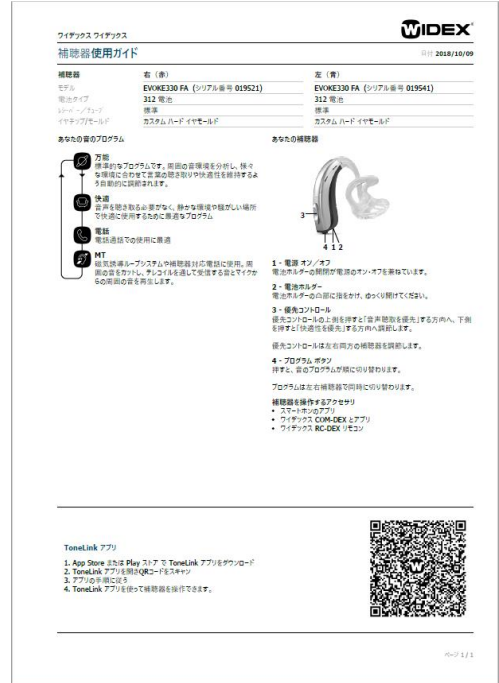 ワイデックス ワイデックス
WIDEX
補聴器使用ガイド
日付 2018/10/09
補聴器 右（赤） 左（青）
モデル EVOKE330 FA (シリアル番号 019521) EVOKE330 FA (シリアル番号 019541)
電池タイプ 312 電池 312 電池
標準 標準
イヤチップ/モールド カスタム ハード イヤモールド カスタム ハード イヤモールド
あなたの音のプログラム
万能
標準的なプログラムです。周囲の音環境を分析し、様々
な環境に合わせて言葉の聴き取りや快適性を維持するよ
う自動的に調節されます。
快適
音声を聴き取る必要がなく、静かな環境や騒がしい場所
で快適に使用するために最適なプログラム
電話
電話通話での使用に最適
MT
磁気誘導ループシステムや補聴器対応電話に使用。周
囲の音をカットし、テレコイルを通して受信する音とマイクか
らの周囲の音を再生します。
あなたの補聴器
3
4 1 2
1 - 電源 オン／オフ
電池ホルダーの開閉が電源のオン・オフを兼ねています。
2 - 電池ホルダー
電池ホルダーの凸部に指をかけ、ゆっくり開けてください。
3 - 優先コントロール
優先コントロールの上側を押すと「音声聴取を優先」する方向へ、下側
を押すと「快適性を優先」する方向へ調節します。
優先コントロールは左右両方の補聴器を調節します。
4 - プログラム ボタン
押すと、音のプログラムが順に切り替わります。
プログラムは左右補聴器で同時に切り替わります。
補聴器を操作するアクセサリ
• スマートホンのアプリ
• ワイデックス COM-DEX とアプリ
• ワイデックス RC-DEX リモコン
ToneLink アプリ
1. App Store または Play ストア で ToneLink アプリをダウンロード
2. ToneLink アプリを開きQRコードをスキャン
3. アプリの手順に従う
4. ToneLink アプリを使って補聴器を操作できます。
ページ 1 / 1